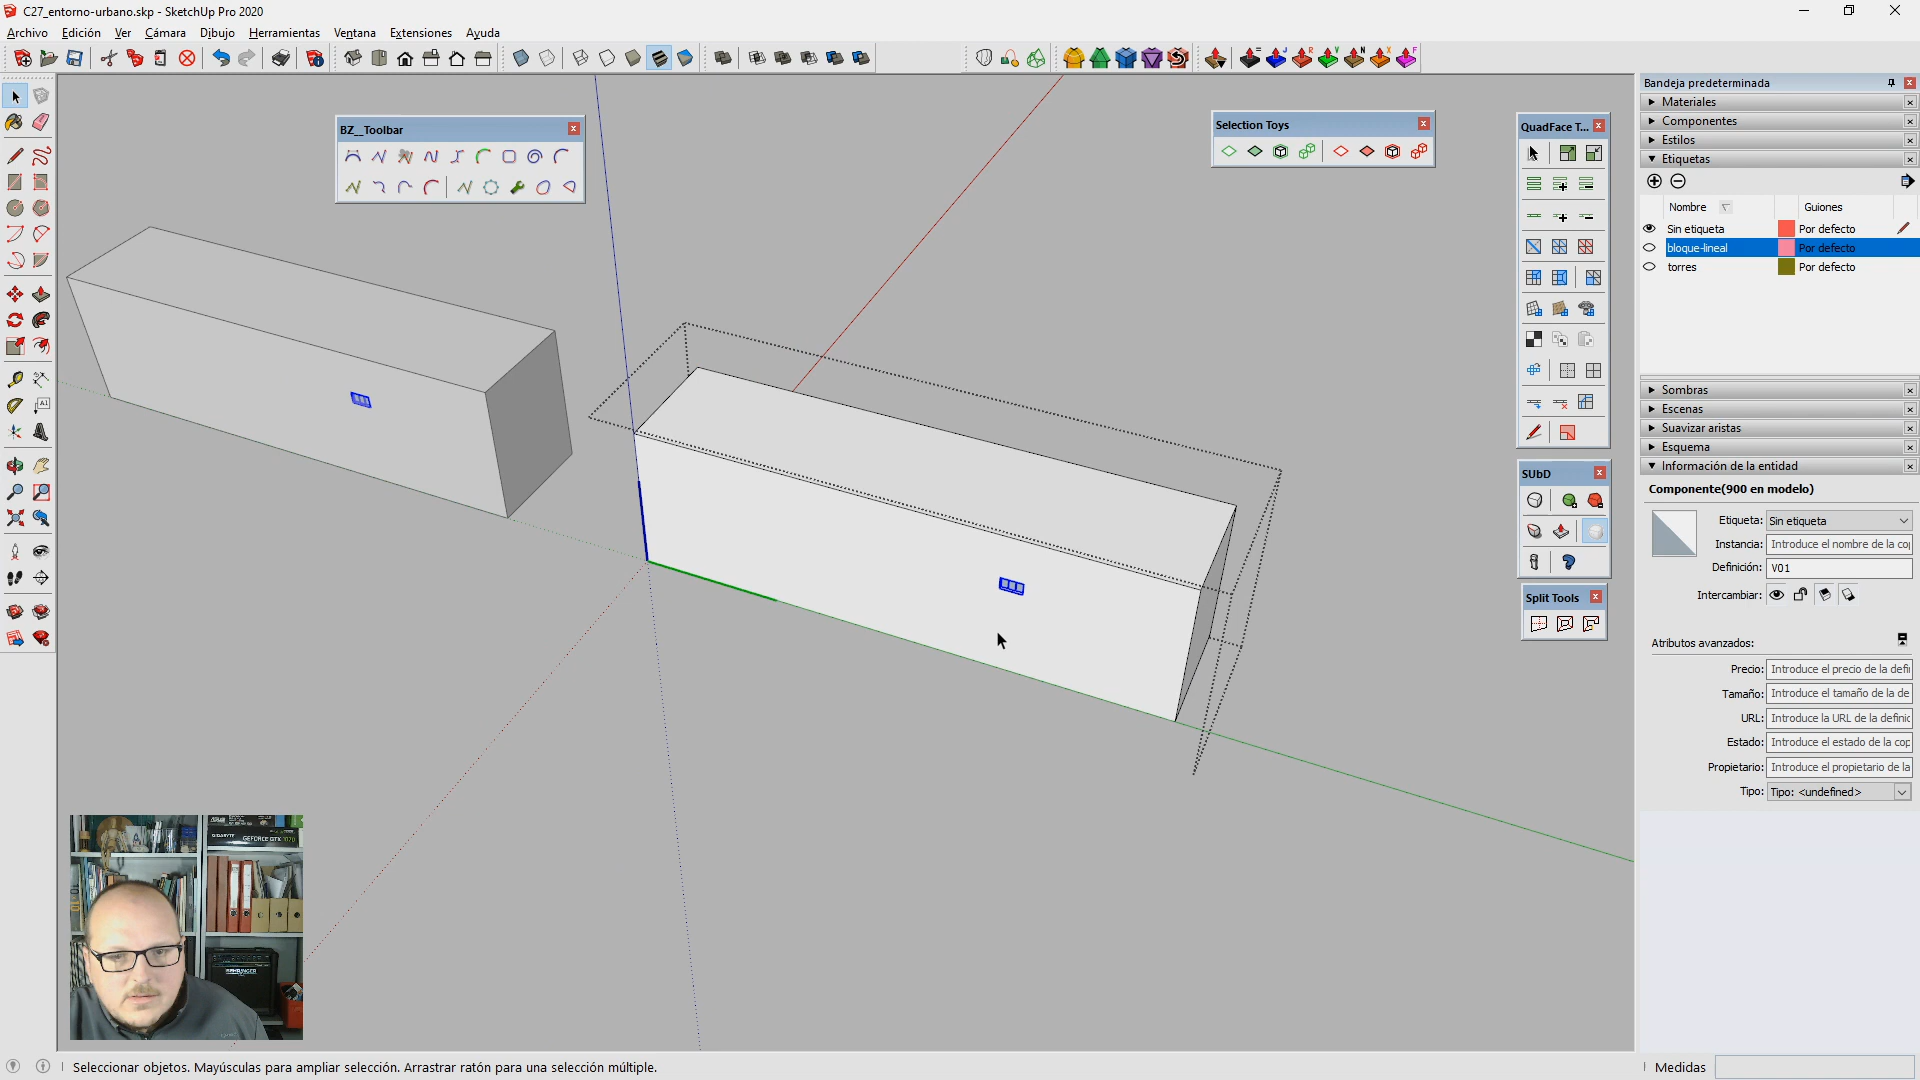 C27_entorno-urbano.skp - SketchUp Pro 2020
Archivo Edición Ver Cámara Dibujo Herramientas Ventana Extensiones Ayuda
BZ__Toolbar
Selection Toys
QuadFace T...
SUbD
Split Tools
Bandeja predeterminada
Materiales
Componentes
Estilos
Etiquetas
Nombre Guiones
Sin etiqueta Por defecto
bloque-lineal Por defecto
torres Por defecto
Sombras
Escenas
Suavizar aristas
Esquema
Información de la entidad
Componente(900 en modelo)
Etiqueta: Sin etiqueta
Instancia: Introduce el nombre de la co
Definición: V01
Intercambiar:
Atributos avanzados:
Precio: Introduce el precio de la defi
Tamaño: Introduce el tamaño de la de
URL: Introduce la URL de la definic
Estado: Introduce el estado de la cop
Propietario: Introduce el propietario de la
Tipo: Tipo: <undefined>
GIGABYTE
GEFORCE GTX 1070
BEHRINGER
Seleccionar objetos. Mayúsculas para ampliar selección. Arrastrar ratón para una selección múltiple.
Medidas